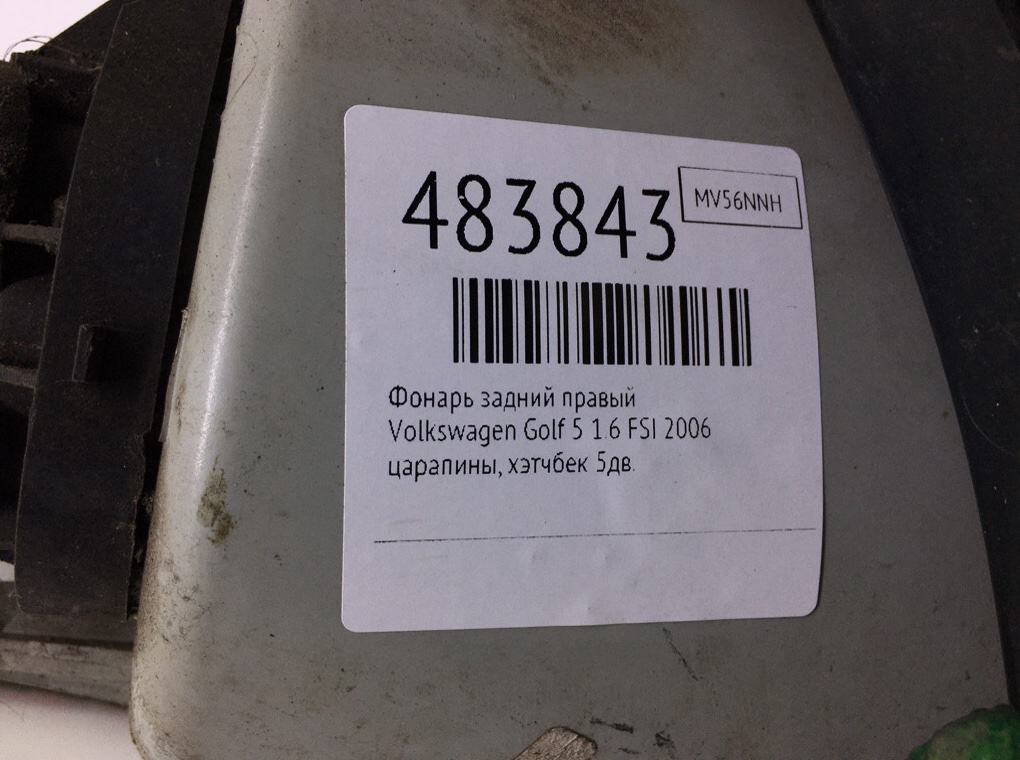 483843
MV56NNH
Фонарь задний правый
Volkswagen Golf 5 1.6 FSI 2006
царапины, хэтчбек 5дв.